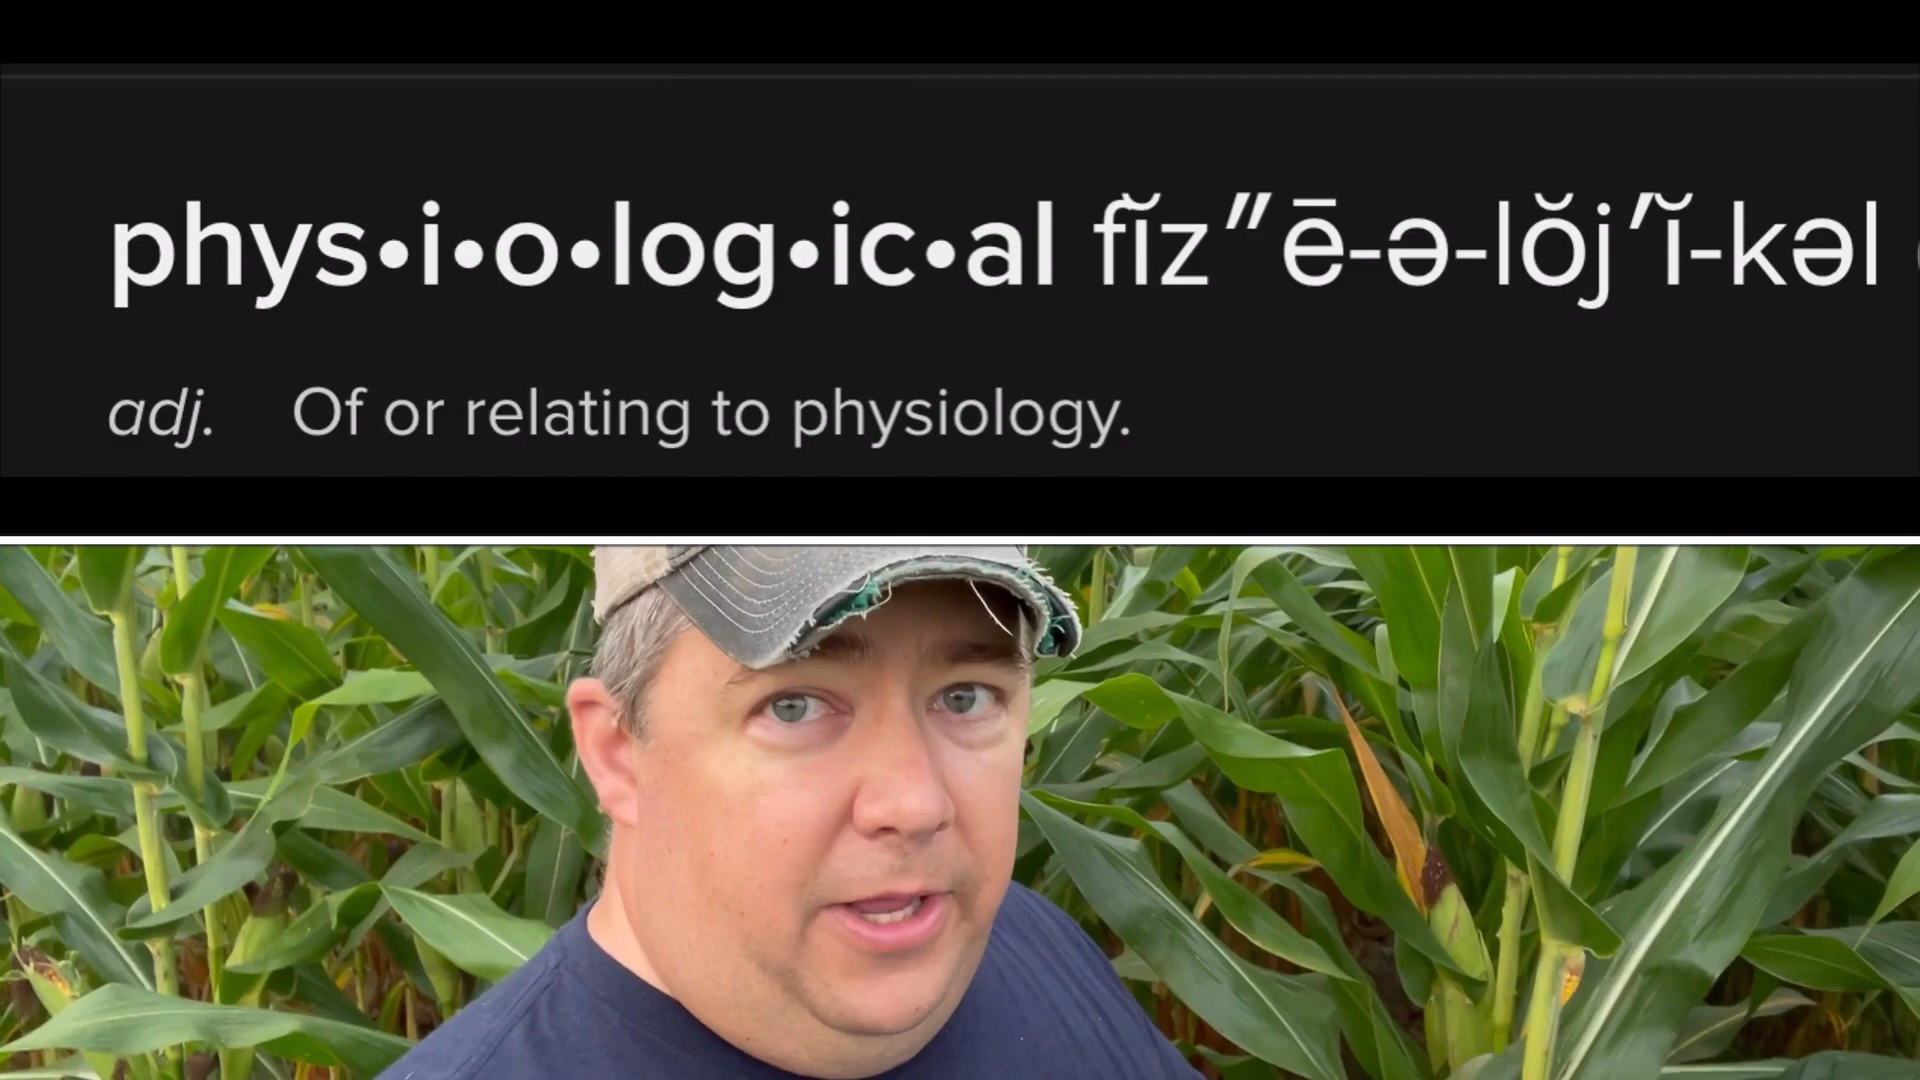 phys•i•o•log•ic•al fĭz″ē-ə-lŏj′ĭ-kəl
adj. Of or relating to physiology.